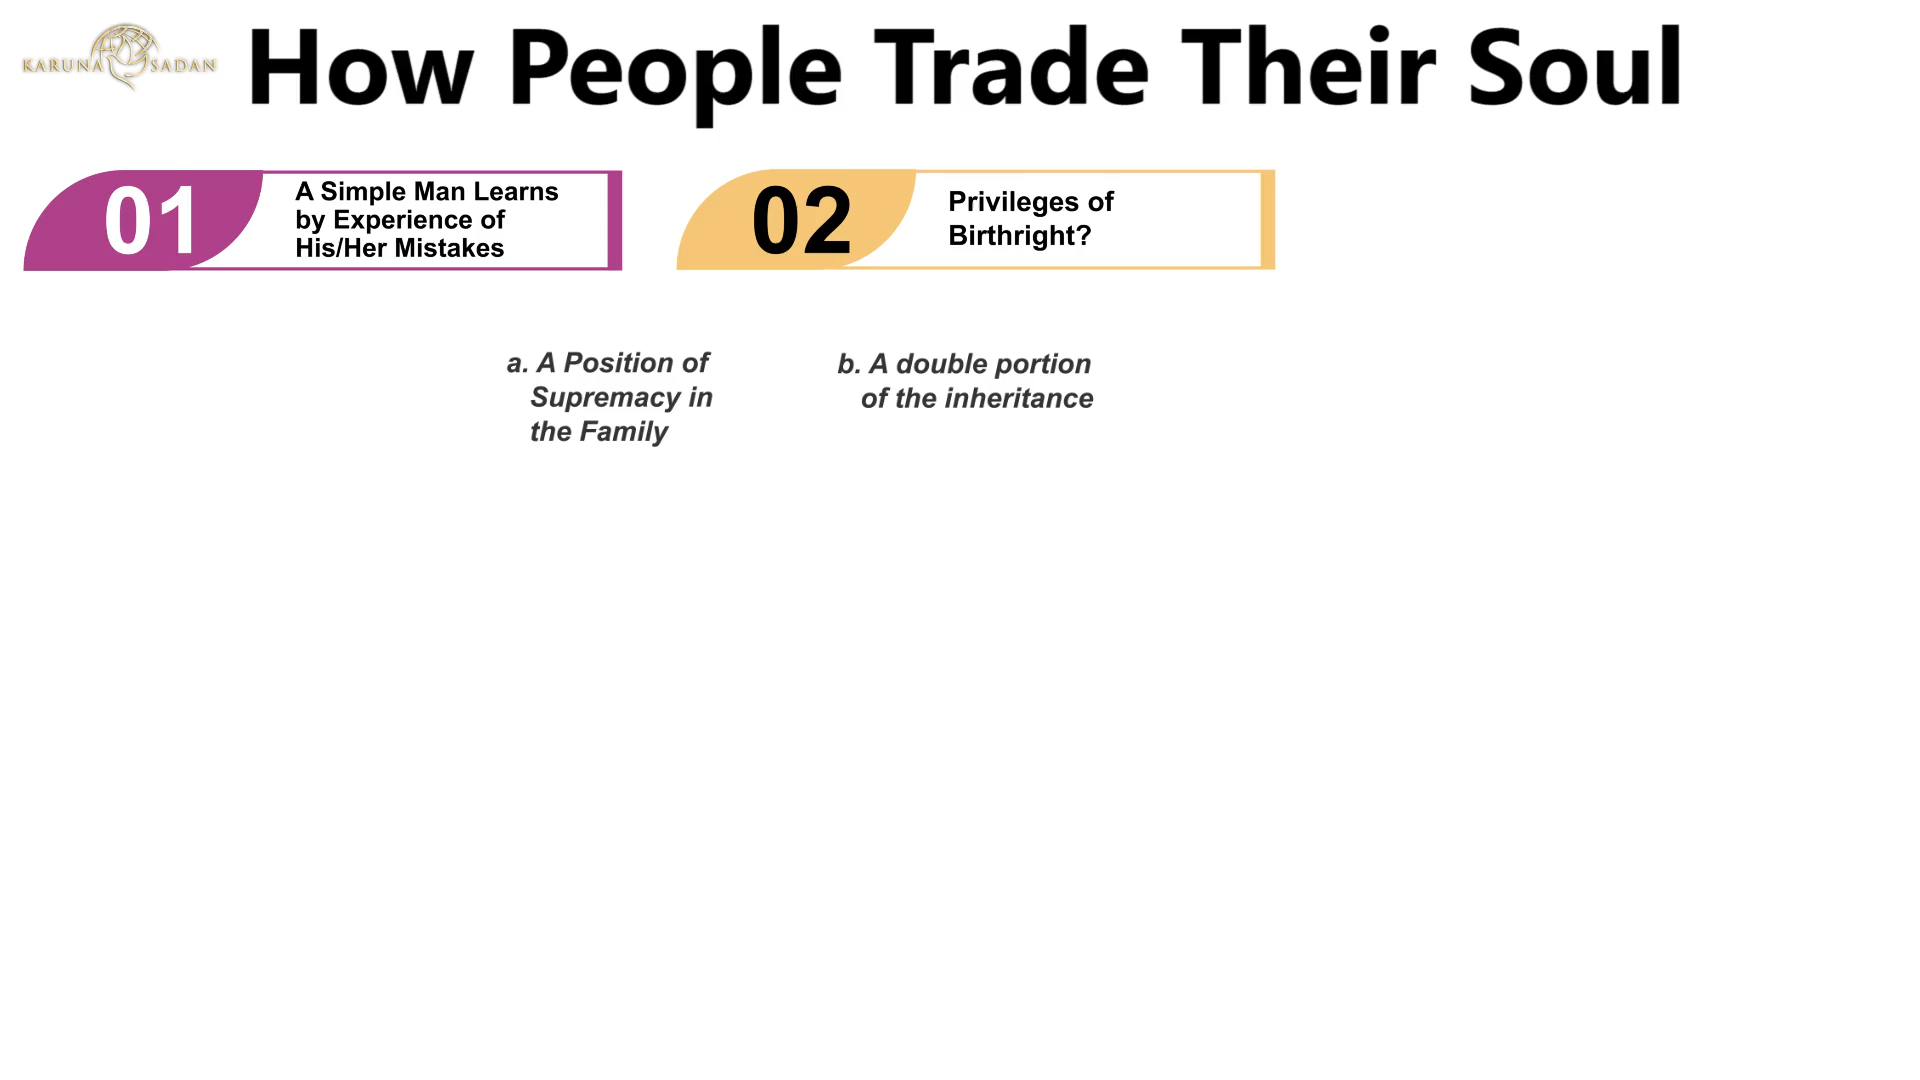 KARUNA SADAN
How People Trade Their Soul
01
A Simple Man Learns
by Experience of
His/Her Mistakes
02
Privileges of
Birthright?
a. A Position of
Supremacy in
the Family
b. A double portion
of the inheritance